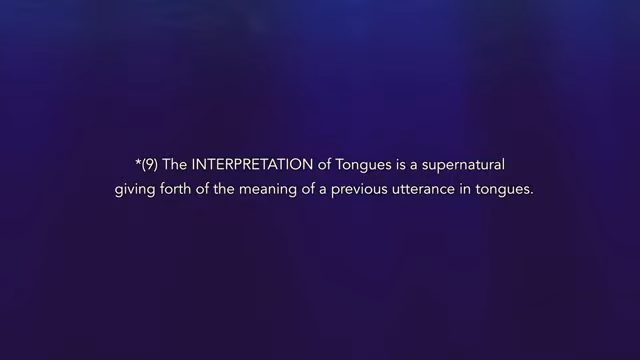 *(9) The INTERPRETATION of Tongues is a supernatural
giving forth of the meaning of a previous utterance in tongues.